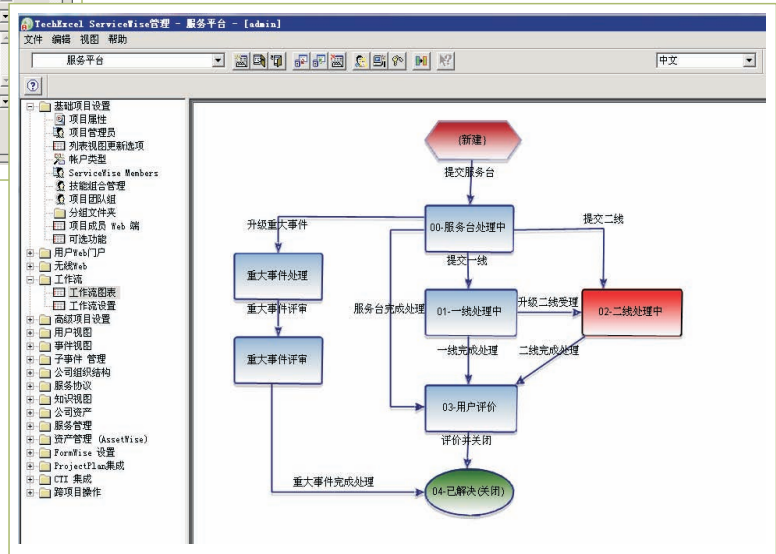 TechExcel ServiceWise管理 - 服务平台 - [admin]
文件 编辑 视图 帮助
服务平台
中文
基础项目设置
项目属性
项目管理员
列表视图更新选项
帐户类型
ServiceWise Members
技能组合管理
项目团队组
分组文件夹
项目成员 Web 端
可选功能
用户Web门户
无线Web
工作流
工作流图表
工作流设置
高级项目设置
用户视图
事件视图
子事件 管理
公司组织结构
服务协议
知识视图
公司资产
服务管理
资产管理 (AssetWise)
FormWise 设置
ProjectPlan集成
CTI 集成
跨项目操作
(新建)
提交服务台
升级重大事件
00-服务台处理中
提交二线
提交一线
重大事件处理
重大事件评审
服务台完成处理
01-一线处理中
升级二线受理
02-二线处理中
重大事件评审
一线完成处理
二线完成处理
03-用户评价
评价并关闭
重大事件完成处理
04-已解决(关闭)